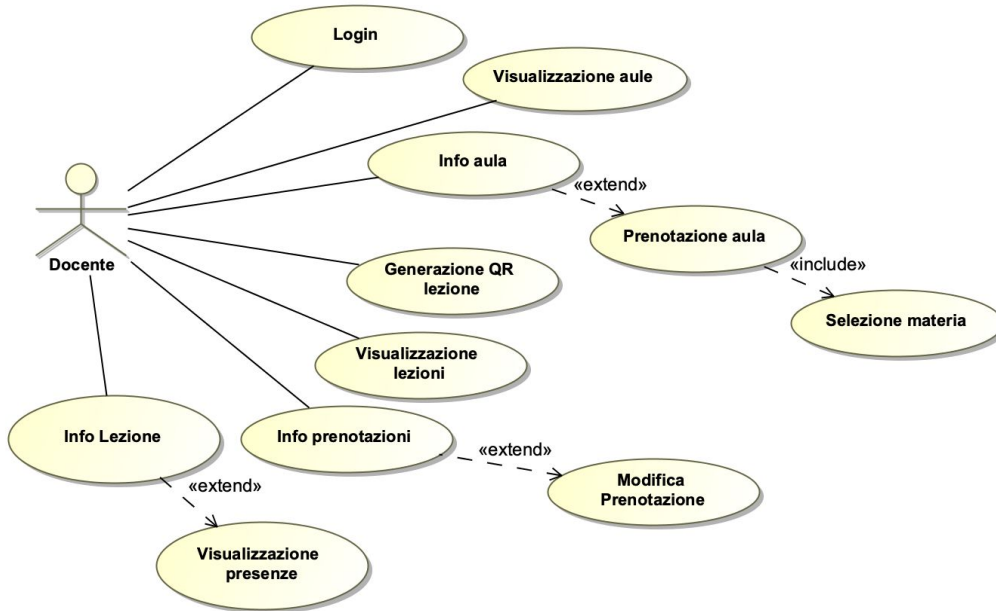 Login
Visualizzazione aule
Info aula
«extend»
Prenotazione aula
«include»
Selezione materia
Docente
Generazione QR
lezione
Visualizzazione
lezioni
Info Lezione
Info prenotazioni
«extend»
Modifica
Prenotazione
«extend»
Visualizzazione
presenze